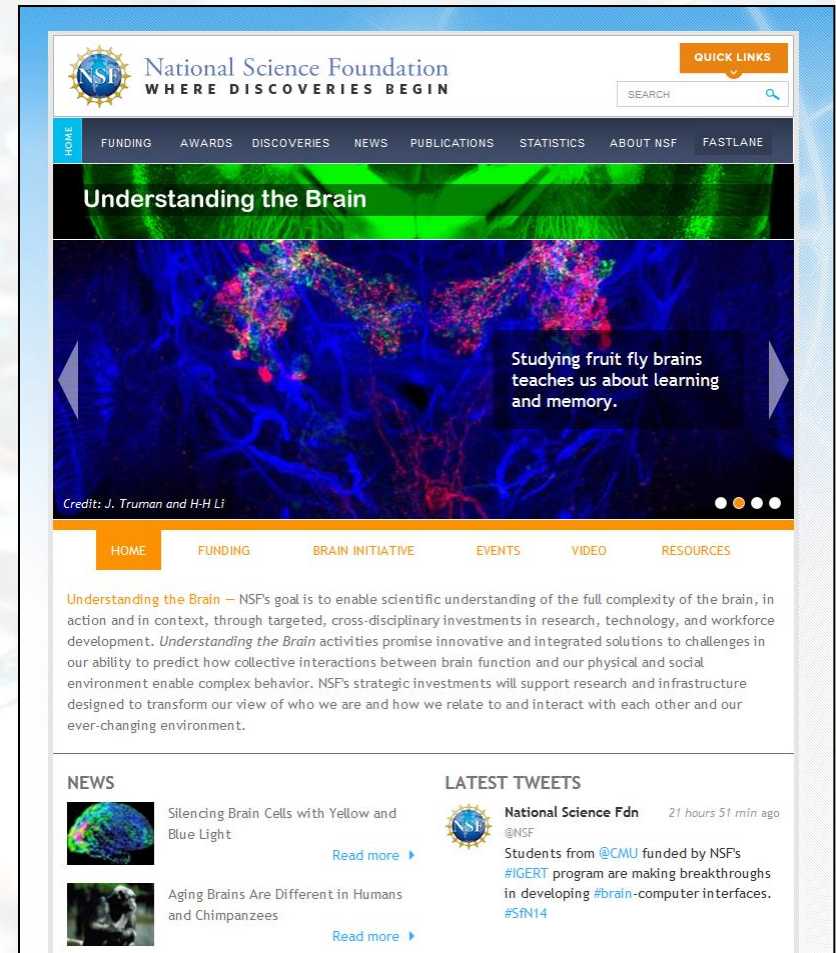 NSF
National Science Foundation
WHERE DISCOVERIES BEGIN
QUICK LINKS
SEARCH
HOME
FUNDING AWARDS DISCOVERIES NEWS PUBLICATIONS STATISTICS ABOUT NSF FASTLANE
Understanding the Brain
Studying fruit fly brains
teaches us about learning
and memory.
Credit: J. Truman and H-H Li
HOME FUNDING BRAIN INITIATIVE EVENTS VIDEO RESOURCES
Understanding the Brain — NSF's goal is to enable scientific understanding of the full complexity of the brain, in
action and in context, through targeted, cross-disciplinary investments in research, technology, and workforce
development. Understanding the Brain activities promise innovative and integrated solutions to challenges in
our ability to predict how collective interactions between brain function and our physical and social
environment enable complex behavior. NSF's strategic investments will support research and infrastructure
designed to transform our view of who we are and how we relate to and interact with each other and our
ever-changing environment.
NEWS
Silencing Brain Cells with Yellow and
Blue Light
Read more
Aging Brains Are Different in Humans
and Chimpanzees
Read more
LATEST TWEETS
NSF
National Science Fdn 21 hours 51 min ago
@NSF
Students from @CMU funded by NSF's
#IGERT program are making breakthroughs
in developing #brain-computer interfaces.
#SfN14